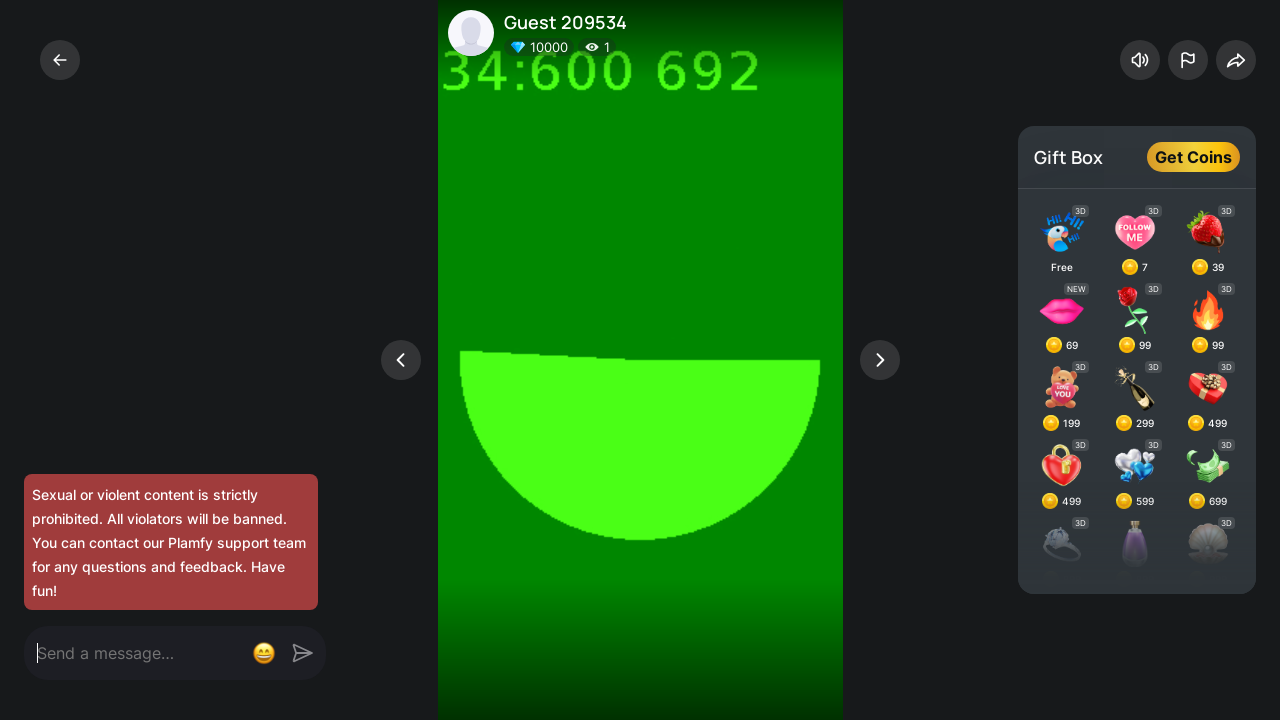 Guest 209534
10000
1
34:600 692
Gift Box
Get Coins
3D
3D
3D
Hi! Hi! Hi!
FOLLOW ME
Free
7
39
NEW
3D
3D
69
99
99
3D
3D
3D
LOVE YOU
199
299
499
3D
3D
3D
499
599
699
3D
3D
Sexual or violent content is strictly
prohibited. All violators will be banned.
You can contact our Plamfy support team
for any questions and feedback. Have
fun!
Send a message...